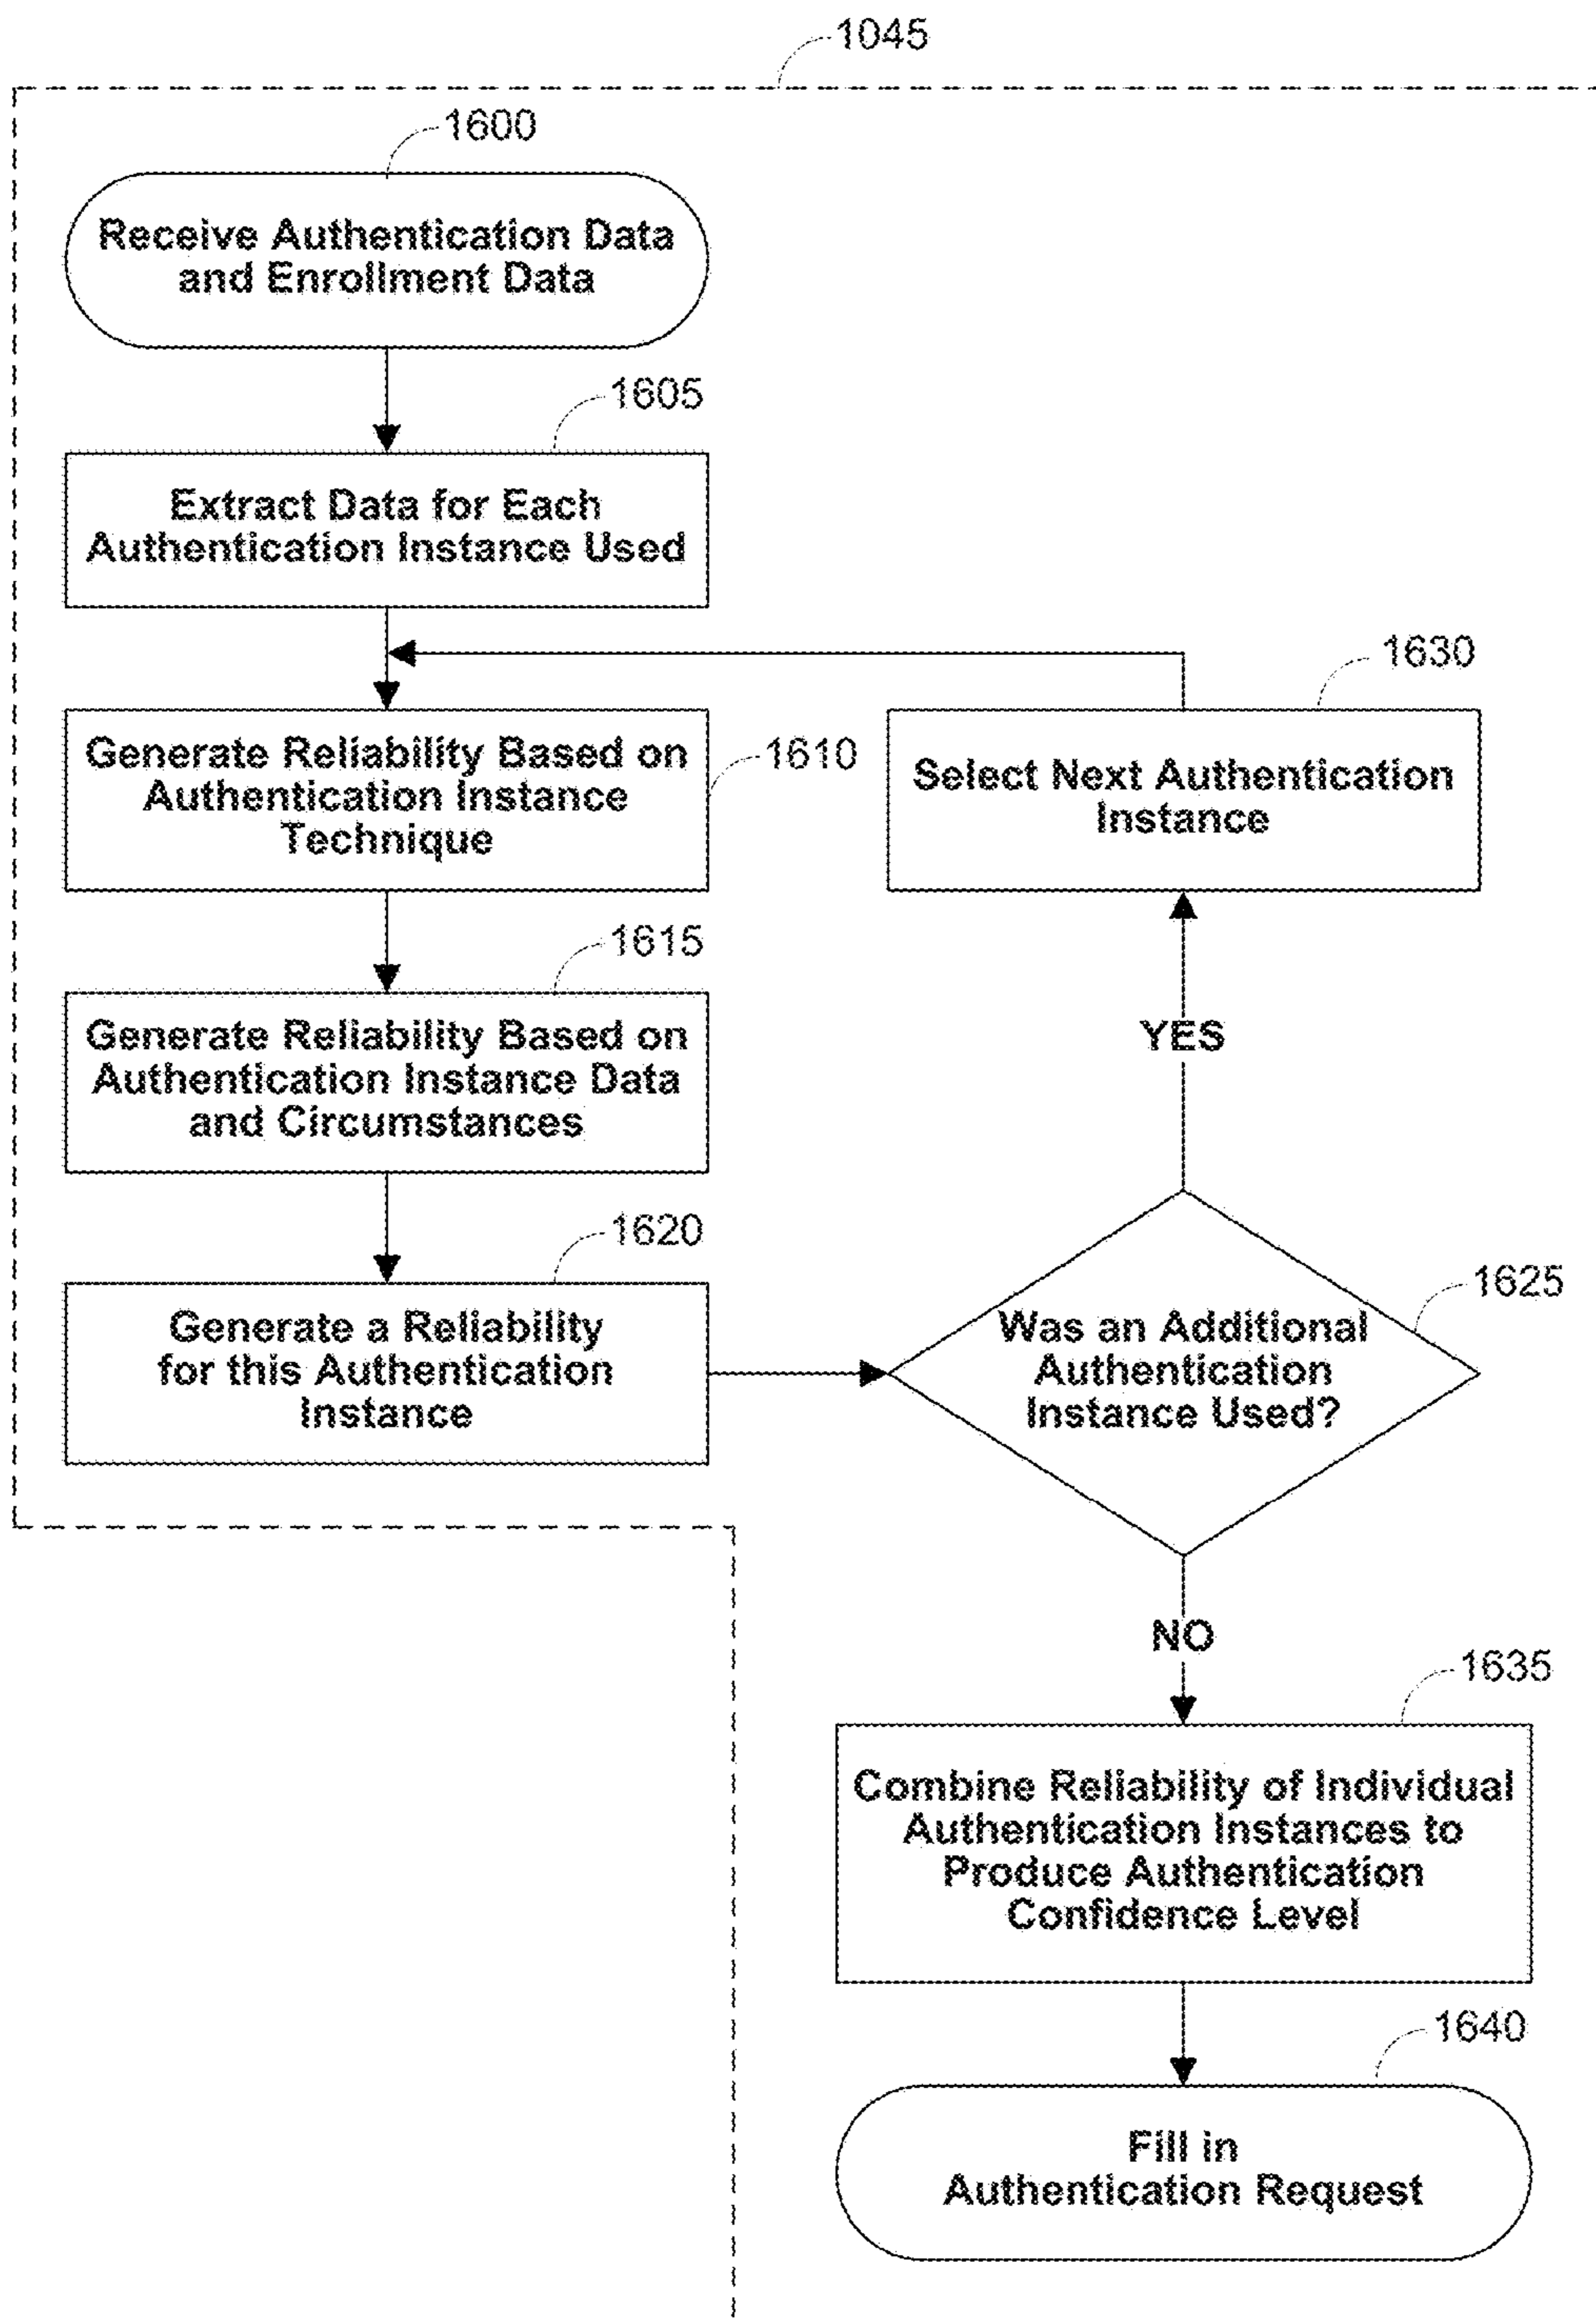 1045
1600
Receive Authentication Data
and Enrollment Data
1605
Extract Data for Each
Authentication Instance Used
1610
Generate Reliability Based on
Authentication Instance
Technique
1615
Generate Reliability Based on
Authentication Instance Data
and Circumstances
1620
Generate a Reliability
for this Authentication
Instance
1625
Was an Additional
Authentication
Instance Used?
YES
1630
Select Next Authentication
Instance
NO
1635
Combine Reliability of Individual
Authentication Instances to
Produce Authentication
Confidence Level
1640
Fill in
Authentication Request